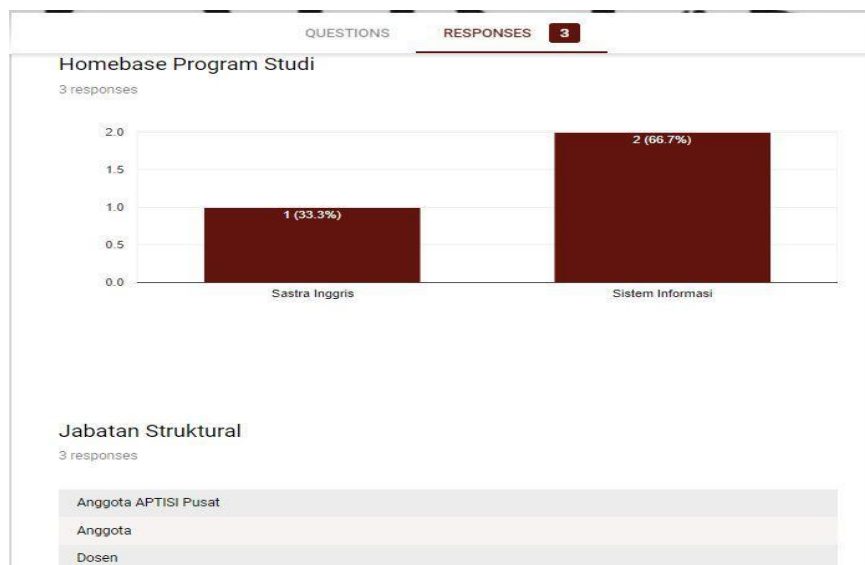 QUESTIONS RESPONSES 3
Homebase Program Studi
3 responses
2.0
2 (66.7%)
1.5
1.0
1 (33.3%)
0.5
0.0
Sastra Inggris Sistem Informasi
Jabatan Struktural
3 responses
Anggota APTISI Pusat
Anggota
Dosen